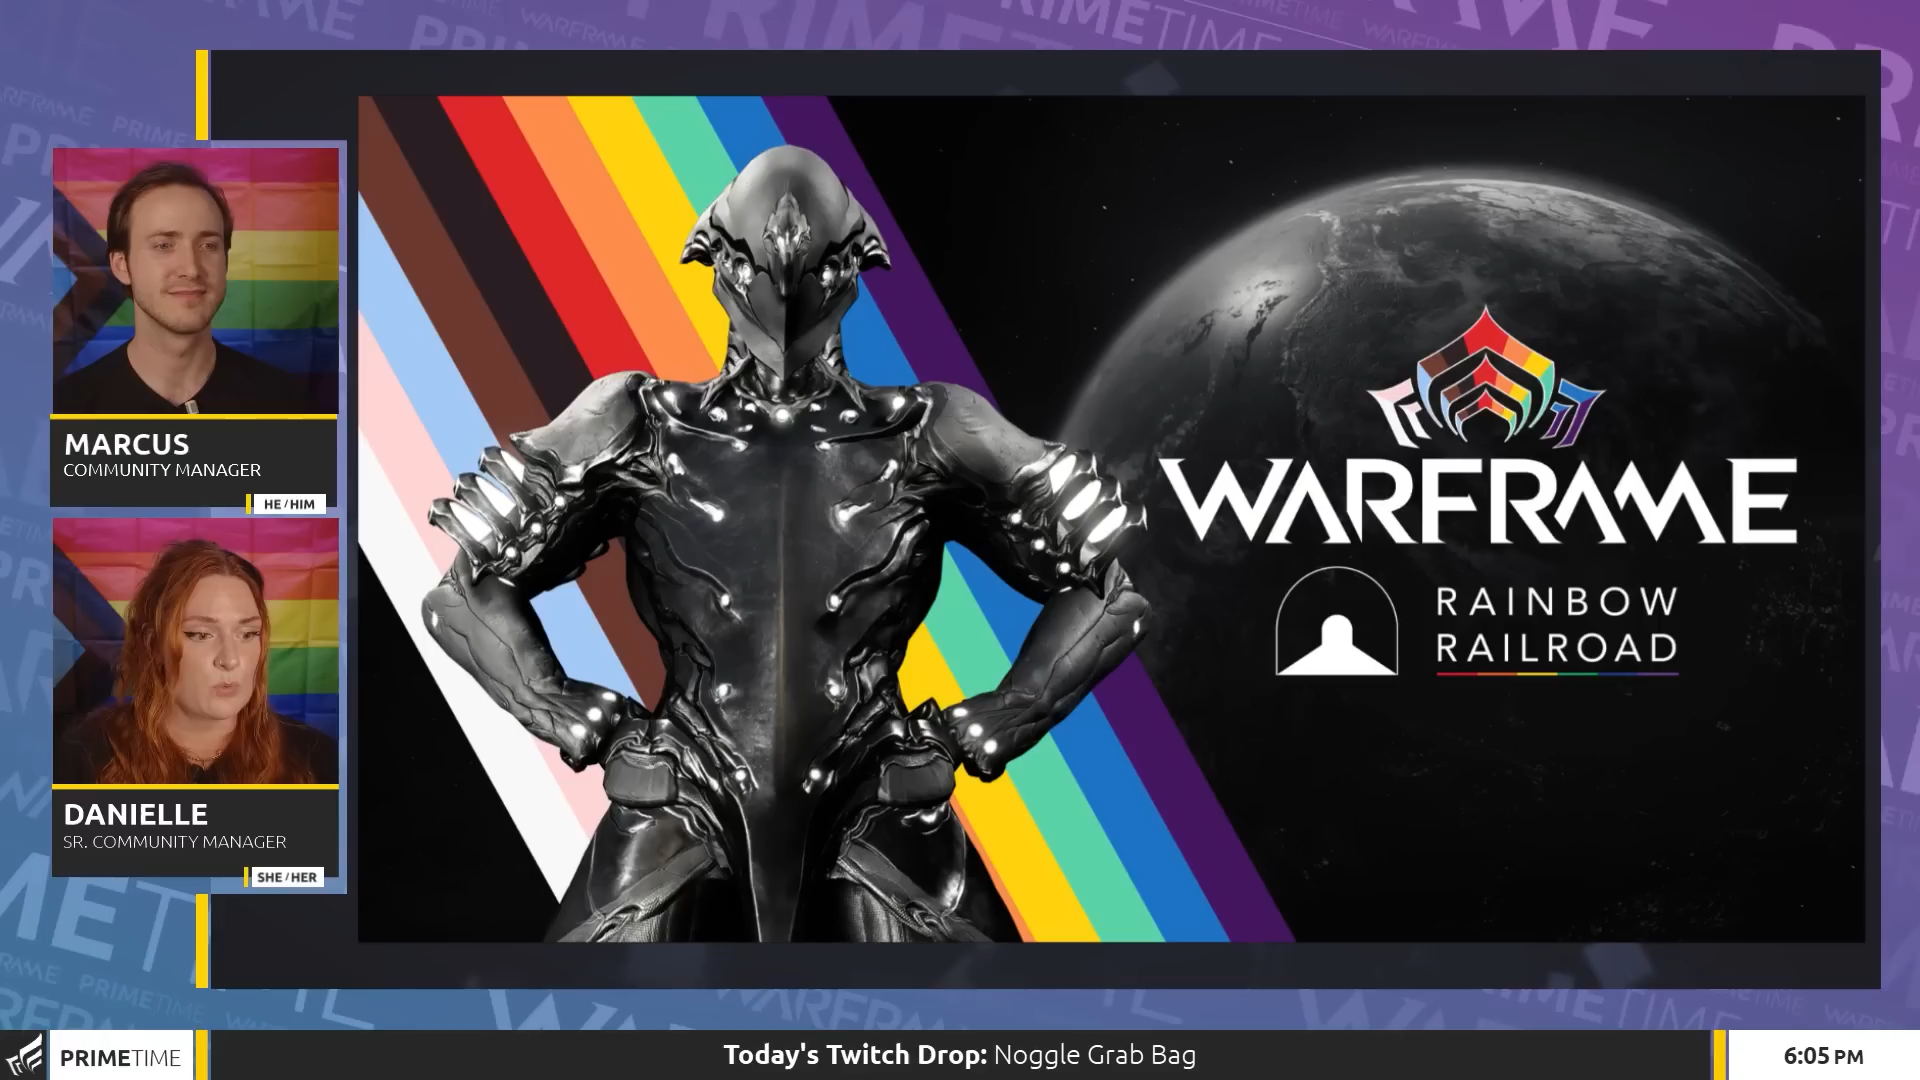 MARCUS
COMMUNITY MANAGER
HE / HIM
DANIELLE
SR. COMMUNITY MANAGER
SHE / HER
WARFRAME
RAINBOW
RAILROAD
PRIMETIME
Today's Twitch Drop: Noggle Grab Bag
6:05 PM